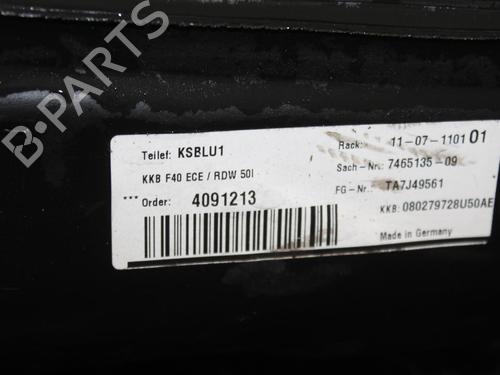 Teilef: KSBLU1
KKB F40 ECE / RDW 50l
*** Order: 4091213
Rack: 11-07-1101 01
Sach-Nr.: 7465135-09
FG-Nr.: TA7J49561
KKB: 080279728U50AE
Made in Germany
B-PARTS